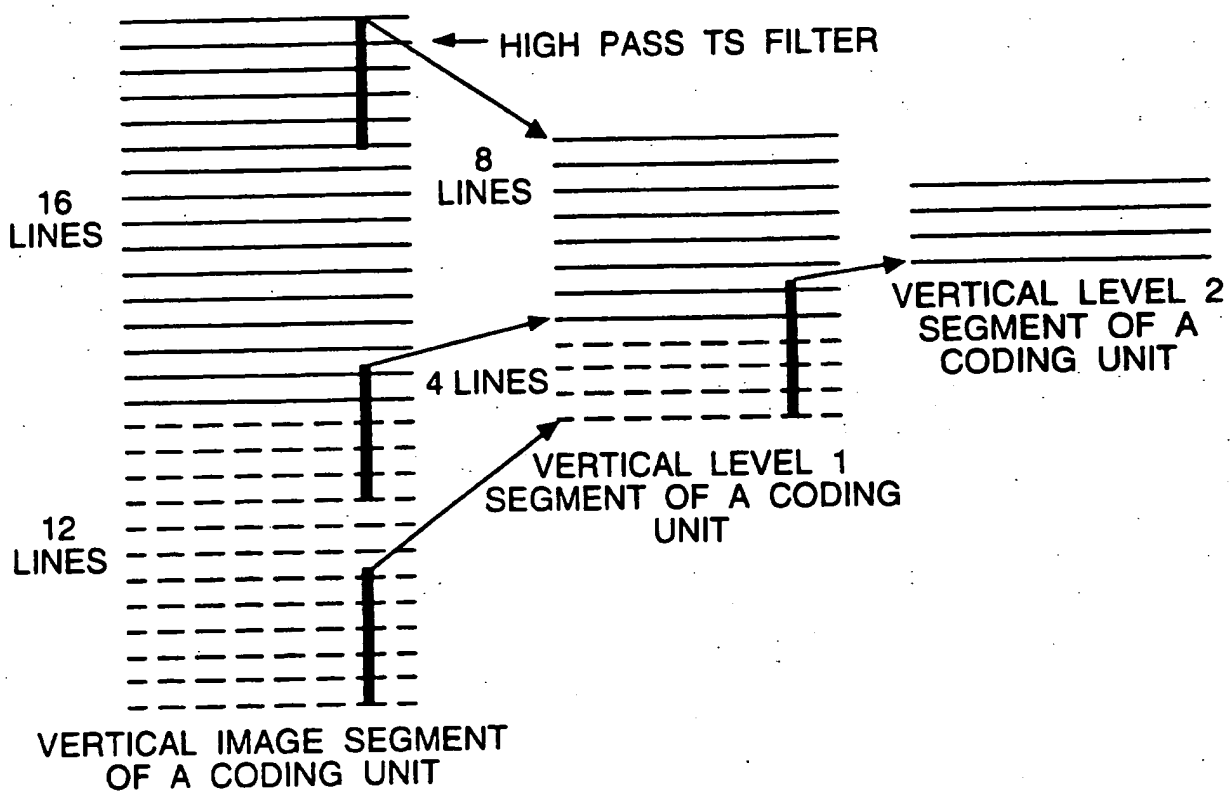 HIGH PASS TS FILTER
16
LINES
8
LINES
4 LINES
12
LINES
VERTICAL LEVEL 2
SEGMENT OF A
CODING UNIT
VERTICAL LEVEL 1
SEGMENT OF A CODING
UNIT
VERTICAL IMAGE SEGMENT
OF A CODING UNIT